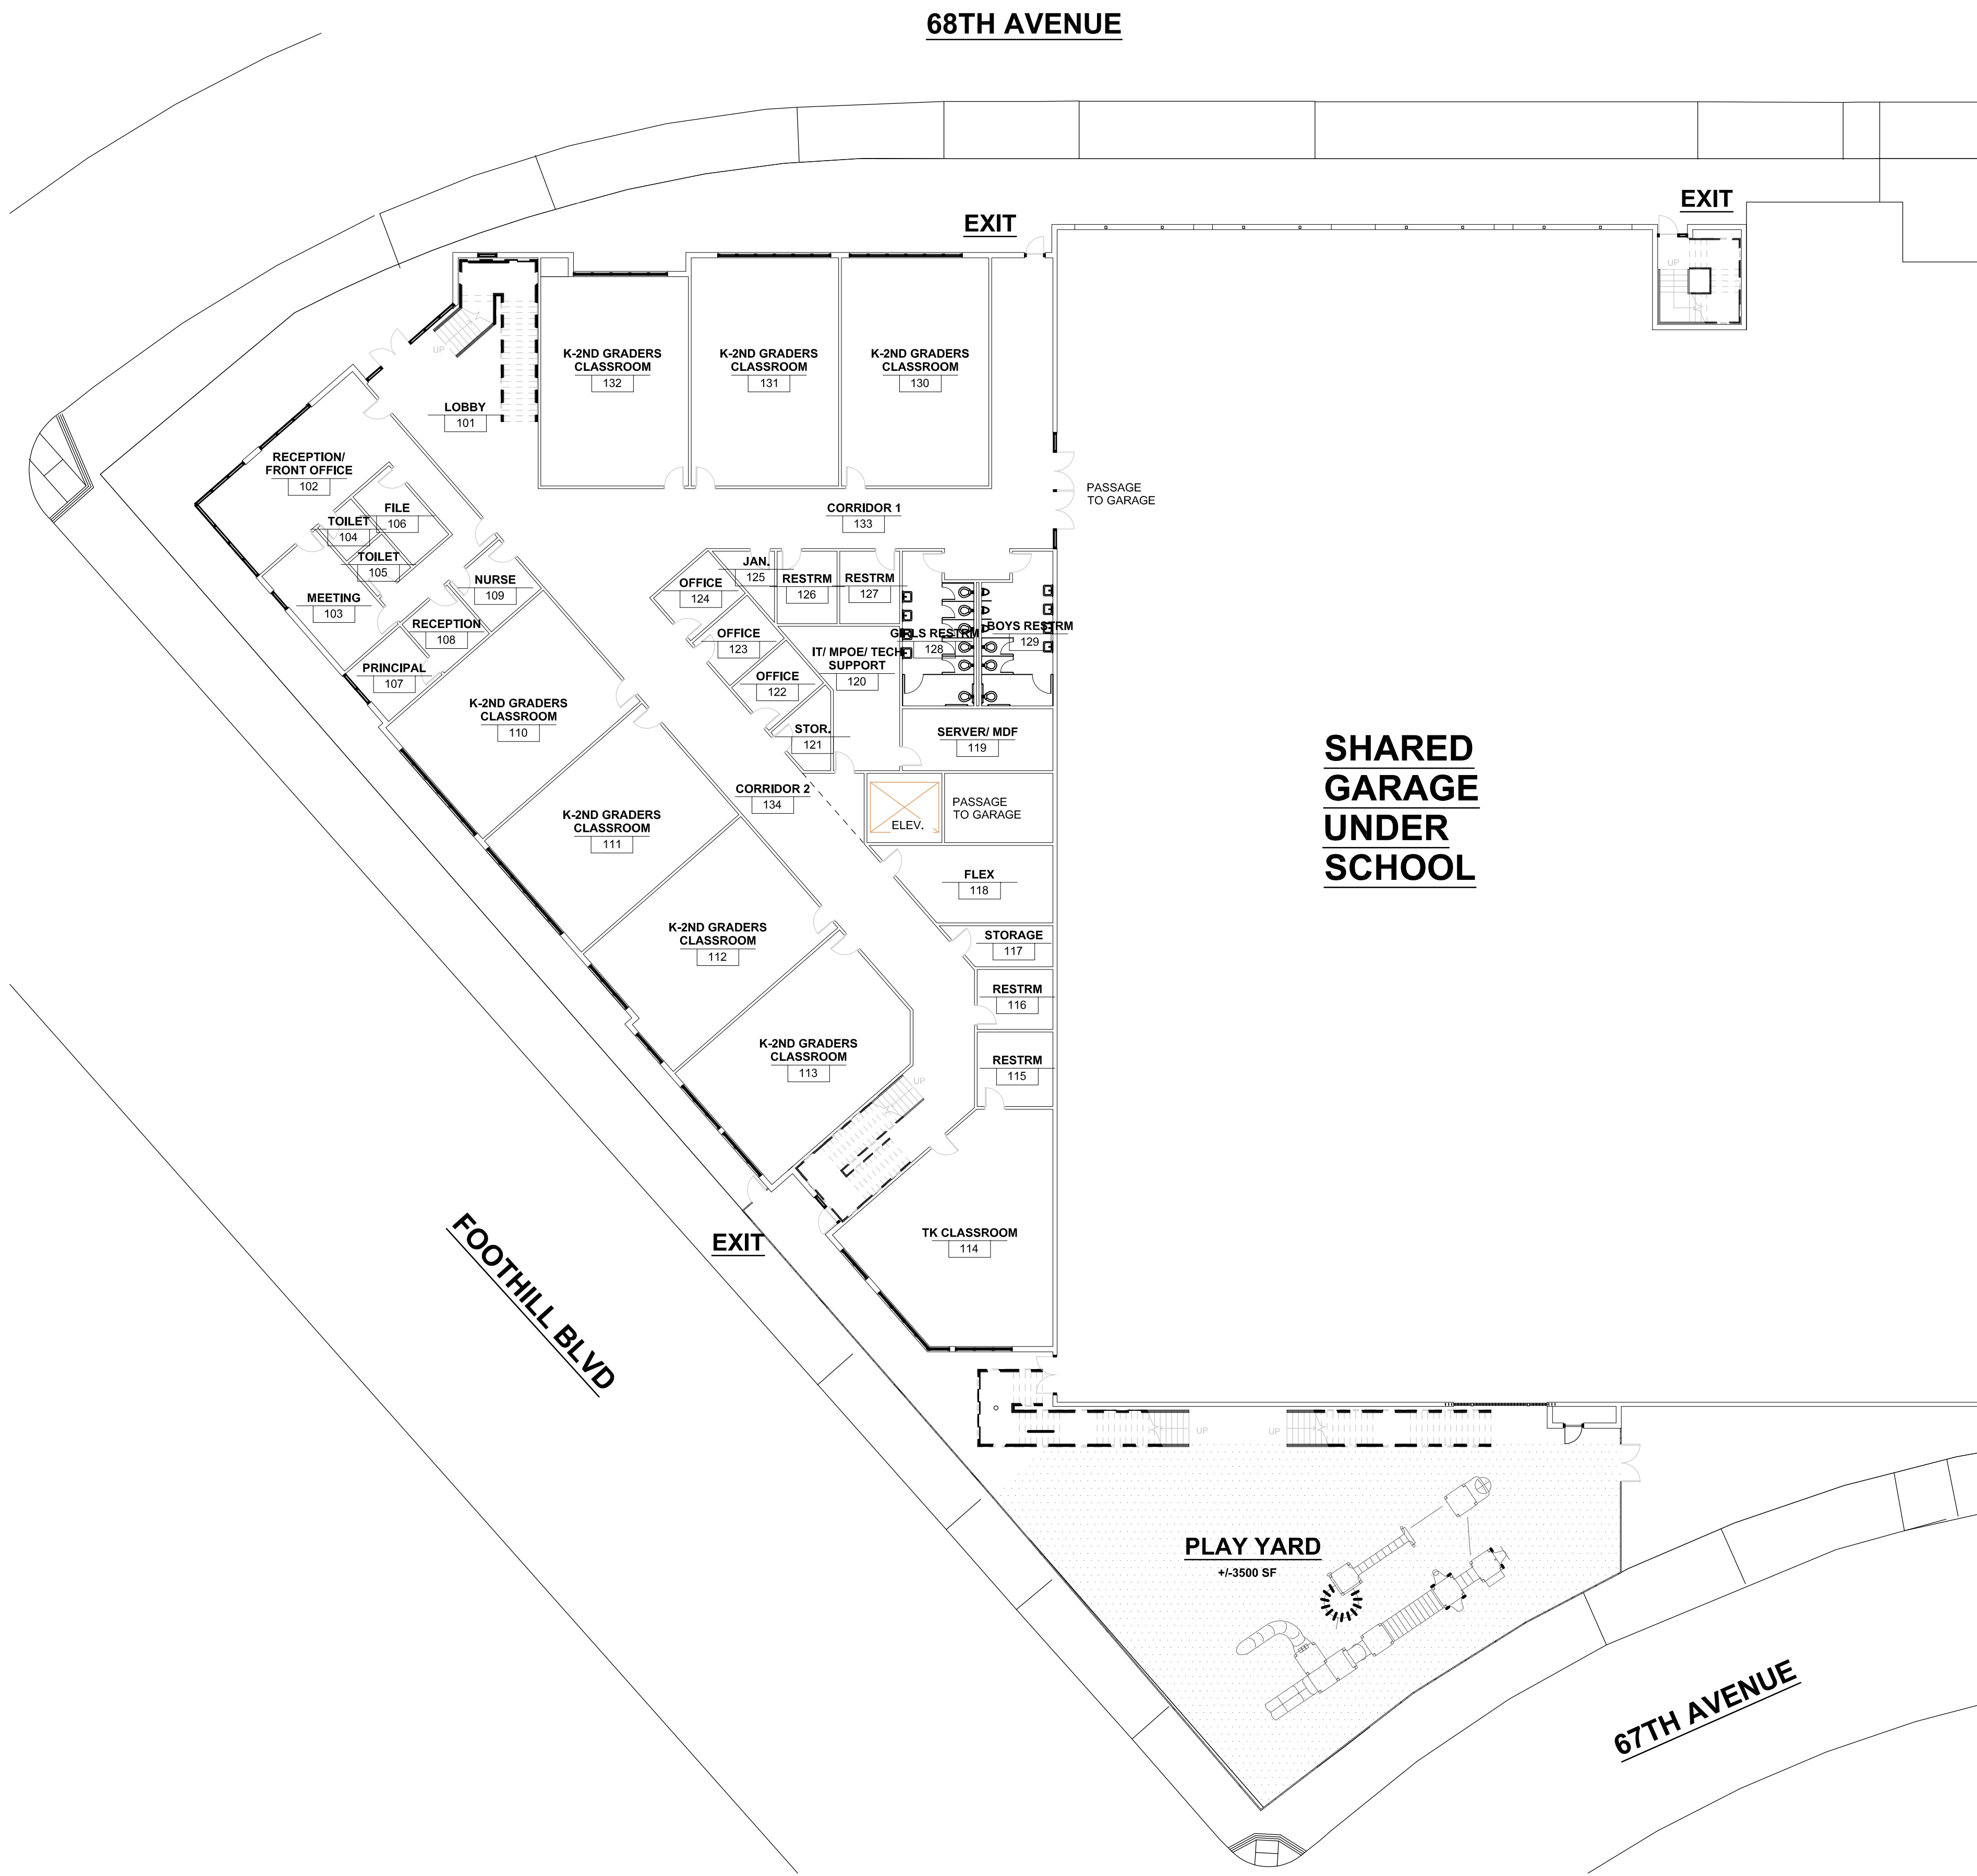 68TH AVENUE
EXIT
EXIT
UP
UP
K-2ND GRADERS
CLASSROOM
132
K-2ND GRADERS
CLASSROOM
131
K-2ND GRADERS
CLASSROOM
130
LOBBY
101
RECEPTION/
FRONT OFFICE
102
PASSAGE
TO GARAGE
FILE
106
CORRIDOR 1
133
TOILET
104
TOILET
105
JAN.
125
OFFICE
124
RESTRM
126
RESTRM
127
NURSE
109
MEETING
103
RECEPTION
108
OFFICE
123
GIRLS RESTRM
128
BOYS RESTRM
129
IT/ MPOE/ TECH
SUPPORT
120
PRINCIPAL
107
OFFICE
122
K-2ND GRADERS
CLASSROOM
110
STOR.
121
SERVER/ MDF
119
SHARED
GARAGE
UNDER
SCHOOL
CORRIDOR 2
134
PASSAGE
TO GARAGE
ELEV.
K-2ND GRADERS
CLASSROOM
111
FLEX
118
K-2ND GRADERS
CLASSROOM
112
STORAGE
117
RESTRM
116
K-2ND GRADERS
CLASSROOM
113
RESTRM
115
UP
TK CLASSROOM
114
EXIT
FOOTHILL BLVD
UP
UP
PLAY YARD
+/-3500 SF
67TH AVENUE